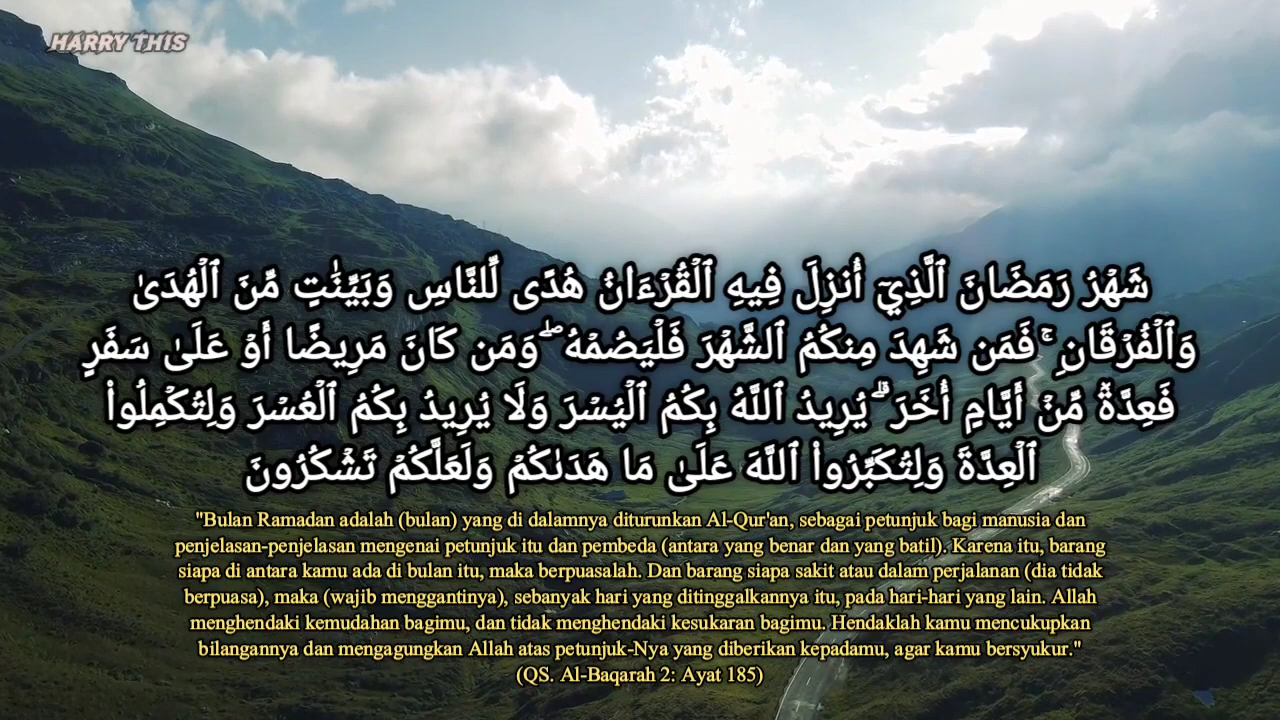 HARRY THIS
شَهْرُ رَمَضَانَ ٱلَّذِيٓ أُنزِلَ فِيهِ ٱلْقُرْءَانُ هُدًى لِّلنَّاسِ وَبَيِّنَٰتٍ مِّنَ ٱلْهُدَىٰ
وَٱلْفُرْقَانِ ۚ فَمَن شَهِدَ مِنكُمُ ٱلشَّهْرَ فَلْيَصُمْهُ ۖ وَمَن كَانَ مَرِيضًا أَوْ عَلَىٰ سَفَرٍ
فَعِدَّةٌ مِّنْ أَيَّامٍ أُخَرَ ۗ يُرِيدُ ٱللَّهُ بِكُمُ ٱلْيُسْرَ وَلَا يُرِيدُ بِكُمُ ٱلْعُسْرَ وَلِتُكْمِلُوا۟
ٱلْعِدَّةَ وَلِتُكَبِّرُوا۟ ٱللَّهَ عَلَىٰ مَا هَدَىٰكُمْ وَلَعَلَّكُمْ تَشْكُرُونَ
"Bulan Ramadan adalah (bulan) yang di dalamnya diturunkan Al-Qur'an, sebagai petunjuk bagi manusia dan
penjelasan-penjelasan mengenai petunjuk itu dan pembeda (antara yang benar dan yang batil). Karena itu, barang
siapa di antara kamu ada di bulan itu, maka berpuasalah. Dan barang siapa sakit atau dalam perjalanan (dia tidak
berpuasa), maka (wajib menggantinya), sebanyak hari yang ditinggalkannya itu, pada hari-hari yang lain. Allah
menghendaki kemudahan bagimu, dan tidak menghendaki kesukaran bagimu. Hendaklah kamu mencukupkan
bilangannya dan mengagungkan Allah atas petunjuk-Nya yang diberikan kepadamu, agar kamu bersyukur."
(QS. Al-Baqarah 2: Ayat 185)